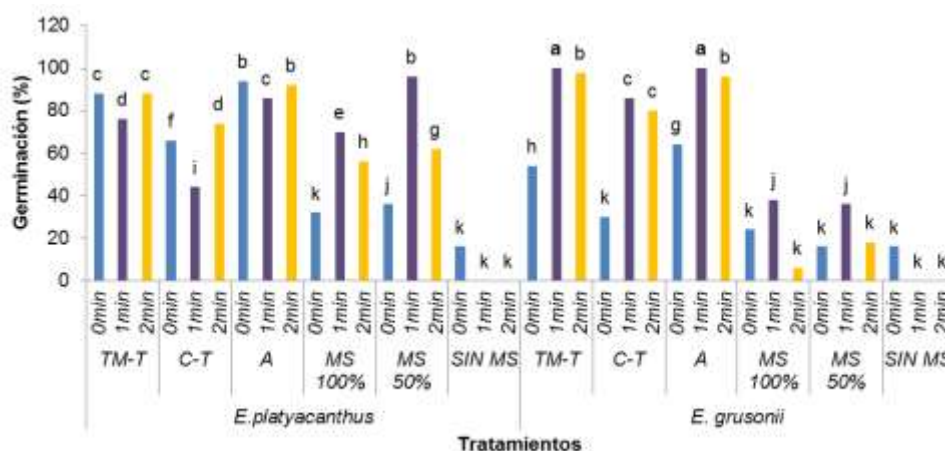 120
100
80
60
40
20
0
Germinación (%)
c d c f i d b c b k e h j b g k k k h a b k c c g a b k j k k j k k k k
0min 1min 2min 0min 1min 2min 0min 1min 2min 0min 1min 2min 0min 1min 2min 0min 1min 2min 0min 1min 2min 0min 1min 2min 0min 1min 2min 0min 1min 2min 0min 1min 2min 0min 1min 2min
TM-T C-T A MS SIN MS TM-T C-T A MS MS SIN MS
100% 50% 100% 50%
E.platyacanthus E. grusonii
Tratamientos